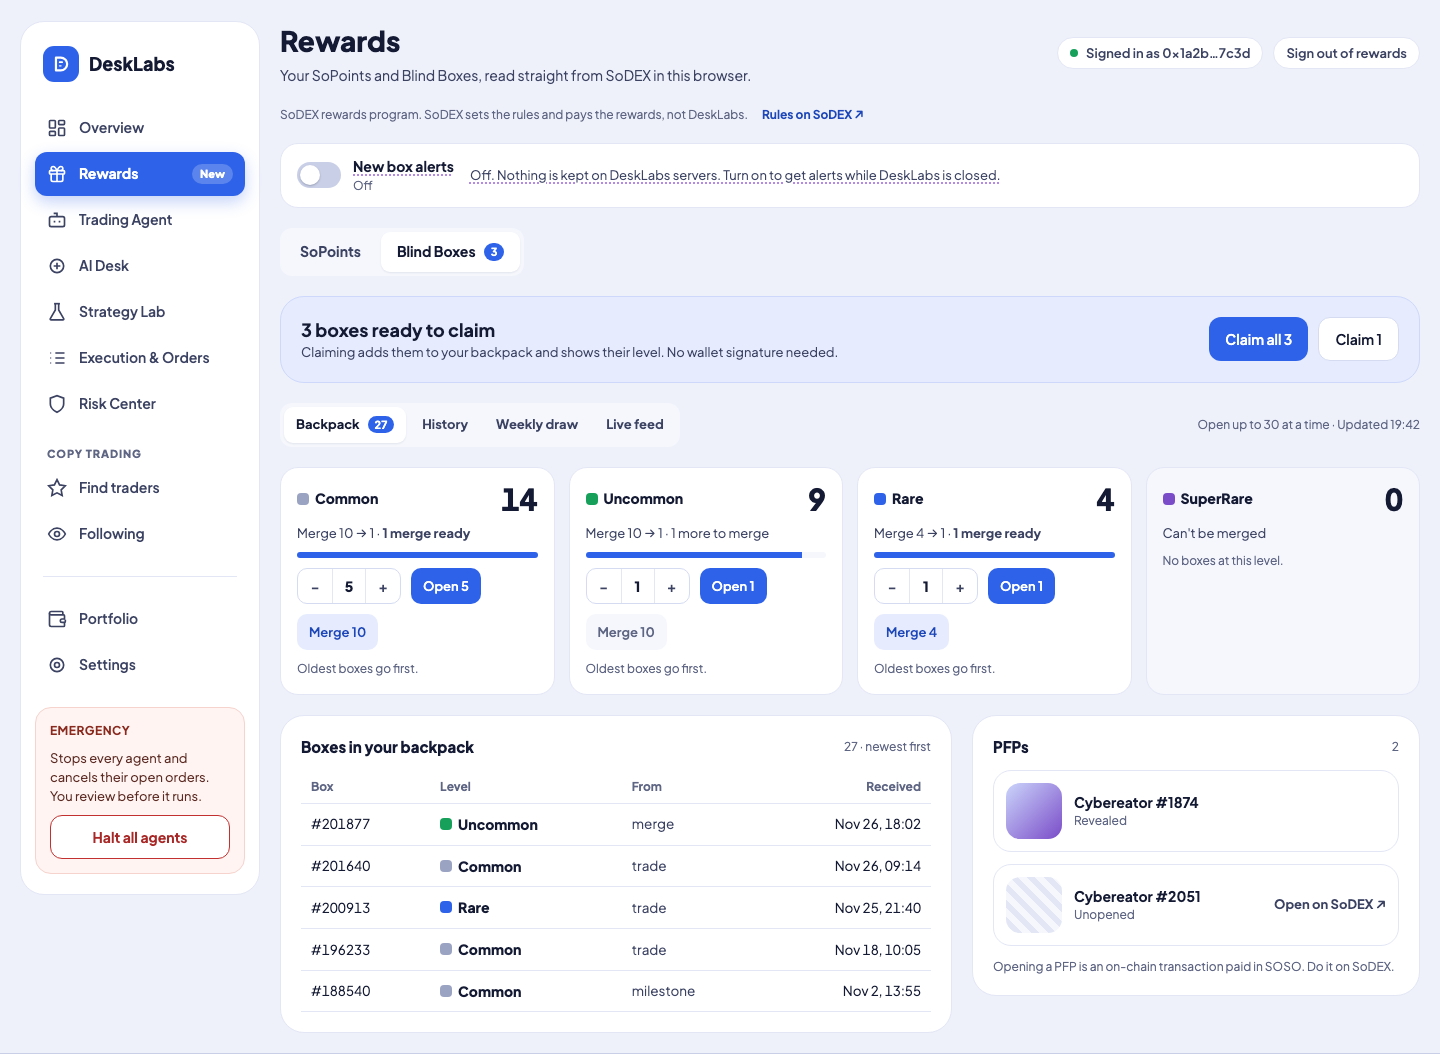 DeskLabs
Overview
Rewards New
Trading Agent
AI Desk
Strategy Lab
Execution & Orders
Risk Center
COPY TRADING
Find traders
Following
Portfolio
Settings
EMERGENCY
Stops every agent and
cancels their open orders.
You review before it runs.
Halt all agents
Rewards
Your SoPoints and Blind Boxes, read straight from SoDEX in this browser.
Signed in as 0×1a2b…7c3d
Sign out of rewards
SoDEX rewards program. SoDEX sets the rules and pays the rewards, not DeskLabs. Rules on SoDEX ↗
New box alerts
Off
Off. Nothing is kept on DeskLabs servers. Turn on to get alerts while DeskLabs is closed.
SoPoints
Blind Boxes 3
3 boxes ready to claim
Claiming adds them to your backpack and shows their level. No wallet signature needed.
Claim all 3
Claim 1
Backpack 27
History
Weekly draw
Live feed
Open up to 30 at a time · Updated 19:42
Common 14
Merge 10 → 1 · 1 merge ready
− 5 +
Open 5
Merge 10
Oldest boxes go first.
Uncommon 9
Merge 10 → 1 · 1 more to merge
− 1 +
Open 1
Merge 10
Oldest boxes go first.
Rare 4
Merge 4 → 1 · 1 merge ready
− 1 +
Open 1
Merge 4
Oldest boxes go first.
SuperRare 0
Can't be merged
No boxes at this level.
Boxes in your backpack
27 · newest first
Box Level From Received
#201877 Uncommon merge Nov 26, 18:02
#201640 Common trade Nov 26, 09:14
#200913 Rare trade Nov 25, 21:40
#196233 Common trade Nov 18, 10:05
#188540 Common milestone Nov 2, 13:55
PFPs 2
Cybereator #1874
Revealed
Cybereator #2051
Unopened
Open on SoDEX ↗
Opening a PFP is an on-chain transaction paid in SOSO. Do it on SoDEX.